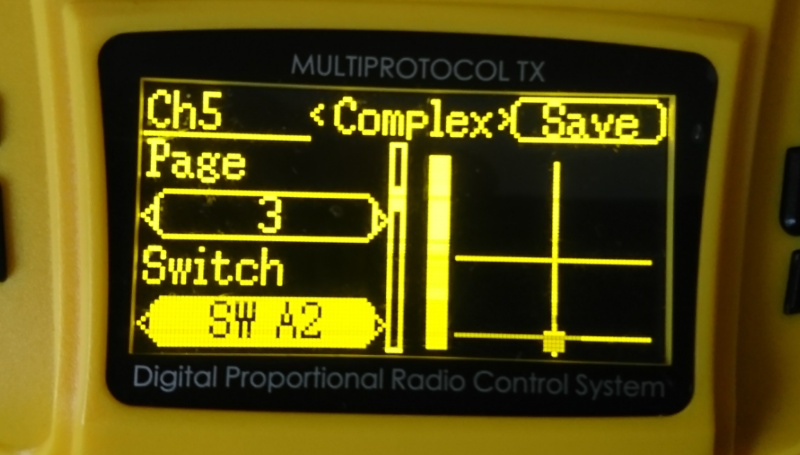 MULTIPROTOCOL TX
Ch5 <Complex> Save
Page
3
Switch
SW A2
Digital Proportional Radio Control System